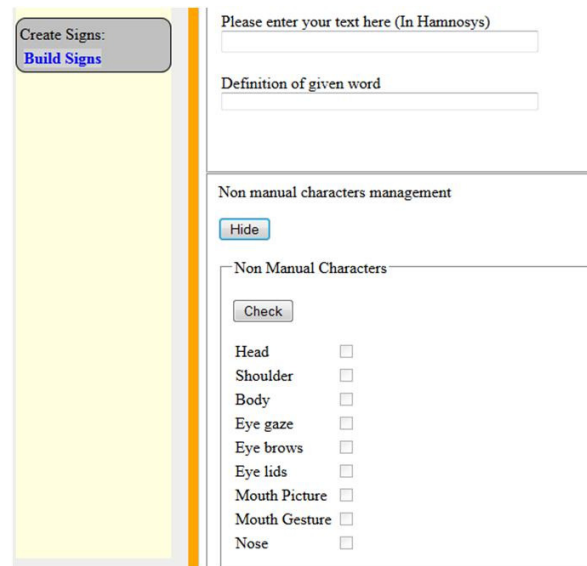 Create Signs:
Build Signs
Please enter your text here (In Hamnosys)
Definition of given word
Non manual characters management
Hide
Non Manual Characters
Check
Head
Shoulder
Body
Eye gaze
Eye brows
Eye lids
Mouth Picture
Mouth Gesture
Nose